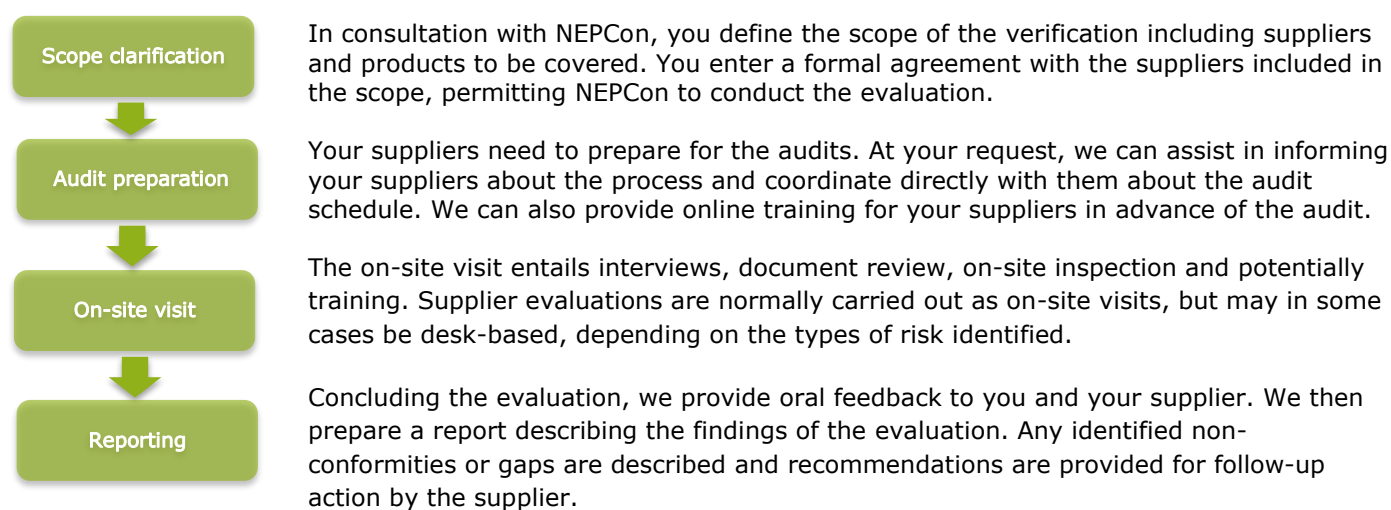 Scope clarification
In consultation with NEPCon, you define the scope of the verification including suppliers
and products to be covered. You enter a formal agreement with the suppliers included in
the scope, permitting NEPCon to conduct the evaluation.
Audit preparation
Your suppliers need to prepare for the audits. At your request, we can assist in informing
your suppliers about the process and coordinate directly with them about the audit
schedule. We can also provide online training for your suppliers in advance of the audit.
On-site visit
The on-site visit entails interviews, document review, on-site inspection and potentially
training. Supplier evaluations are normally carried out as on-site visits, but may in some
cases be desk-based, depending on the types of risk identified.
Reporting
Concluding the evaluation, we provide oral feedback to you and your supplier. We then
prepare a report describing the findings of the evaluation. Any identified non-
conformities or gaps are described and recommendations are provided for follow-up
action by the supplier.